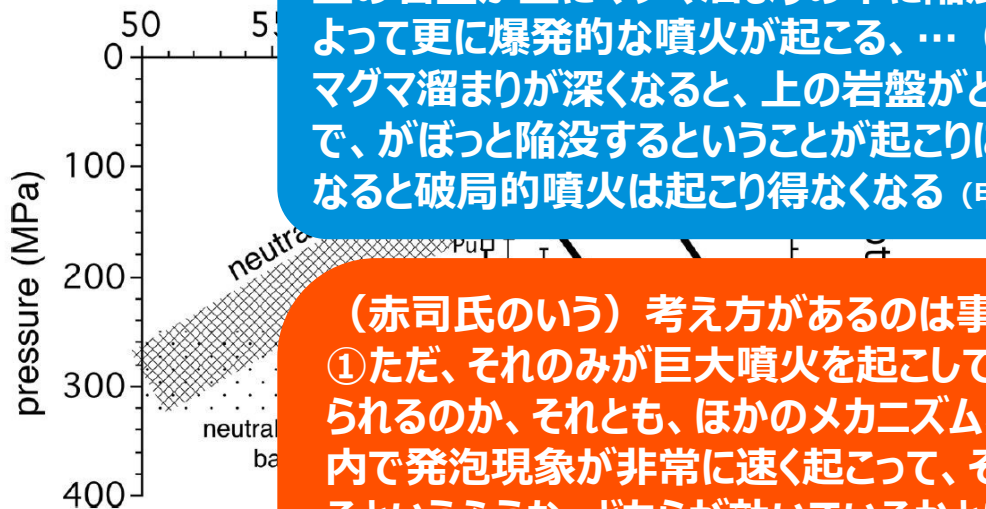 50
0
100
200
300
400
pressure (MPa)
neutra
neutral
ba
Pu
よって更に爆発的な噴火が起こる、…
マグマ溜まりが深くなると、上の岩盤がと
で、がぼっと陥没するということが起こりに
なると破局的噴火は起こり得なくなる
（赤司氏のいう）考え方があるのは事
①ただ、それのみが巨大噴火を起こして
られるのか、それとも、ほかのメカニズム
内で発泡現象が非常に速く起こって、そ